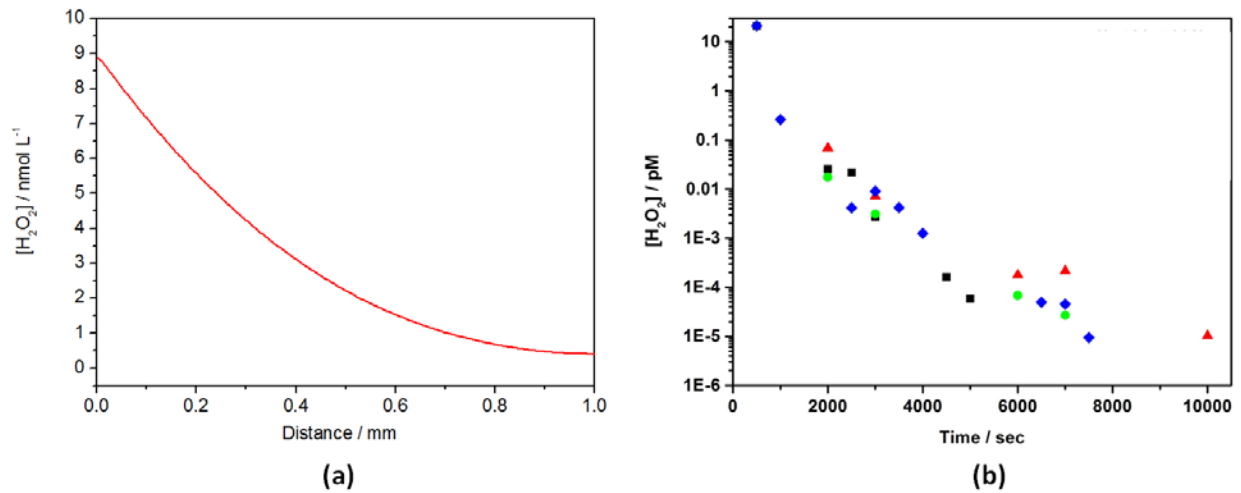 10
9
8
7
6
5
4
3
2
1
0
[H₂O₂] / nmol L⁻¹
0.0 0.2 0.4 0.6 0.8 1.0
Distance / mm
(a)
10
1
0.1
0.01
1E-3
1E-4
1E-5
1E-6
[H₂O₂] / pM
0 2000 4000 6000 8000 10000
Time / sec
(b)